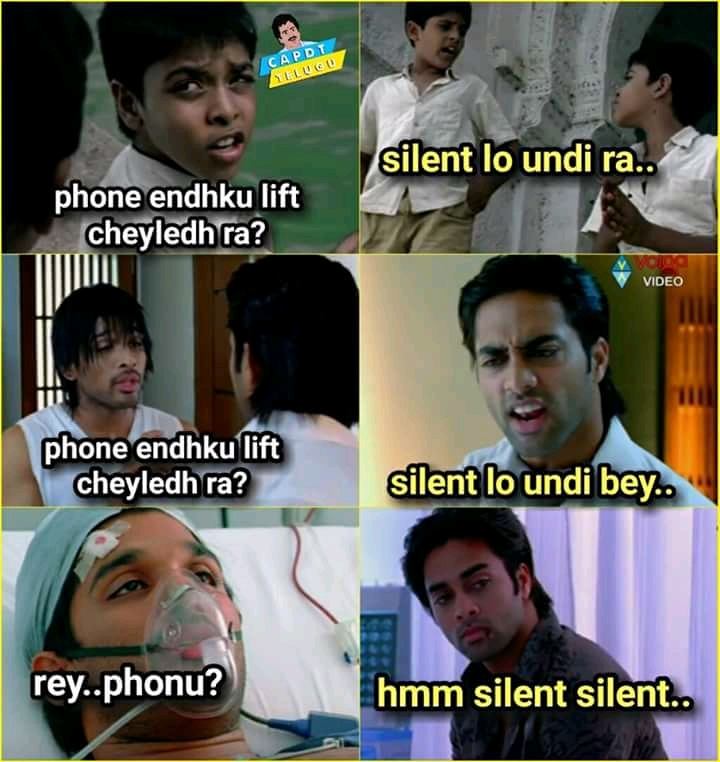 CAPDT
TELUGU
phone endhku lift
cheyledh ra?
silent lo undi ra..
VOLGA
VIDEO
phone endhku lift
cheyledh ra?
silent lo undi bey..
rey..phonu?
hmm silent silent..